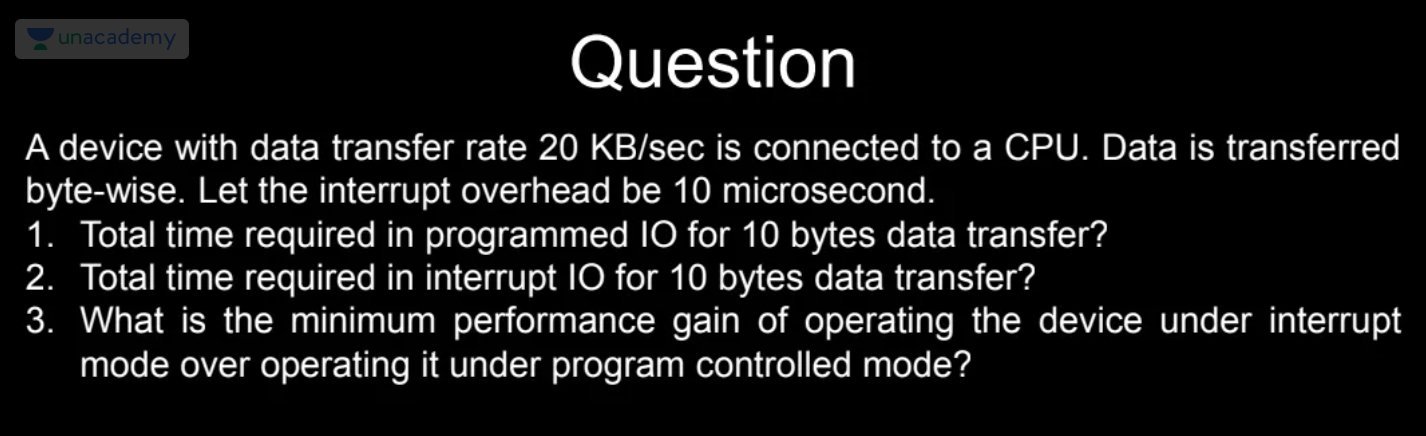 unacademy
Question
A device with data transfer rate 20 KB/sec is connected to a CPU. Data is transferred
byte-wise. Let the interrupt overhead be 10 microsecond.
1. Total time required in programmed IO for 10 bytes data transfer?
2. Total time required in interrupt IO for 10 bytes data transfer?
3. What is the minimum performance gain of operating the device under interrupt
mode over operating it under program controlled mode?